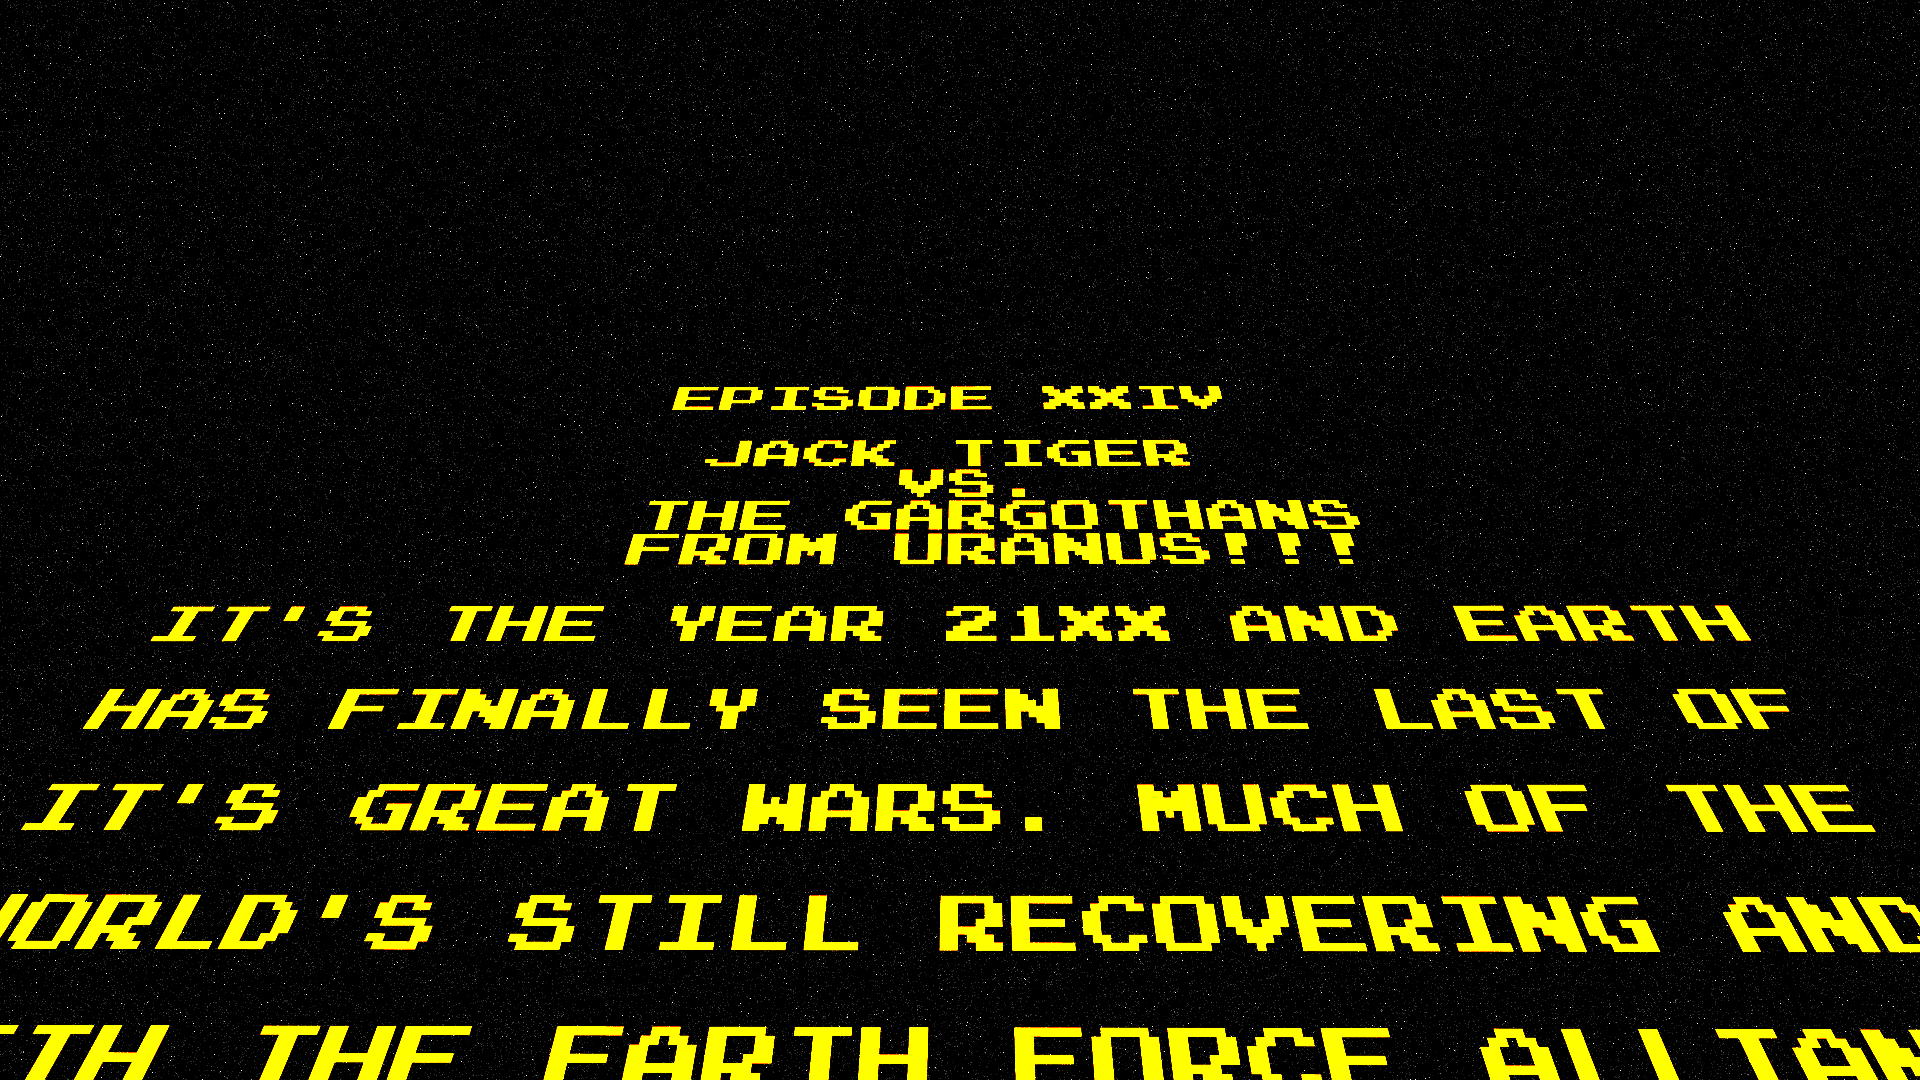 EPISODE XXIV
JACK TIGER
VS.
THE GARGOTHANS
FROM URANUS!!!
IT'S THE YEAR 21XX AND EARTH
HAS FINALLY SEEN THE LAST OF
IT'S GREAT WARS. MUCH OF THE
WORLD'S STILL RECOVERING AND
THE EARTH FORCE